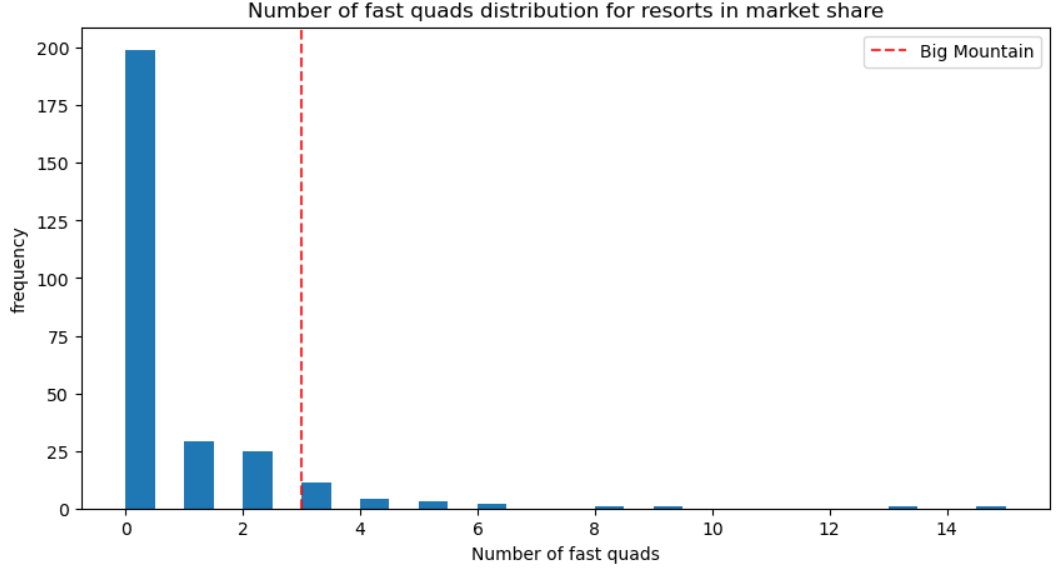 Number of fast quads distribution for resorts in market share
Big Mountain
200
175
150
125
100
75
50
25
0
frequency
0 2 4 6 8 10 12 14
Number of fast quads